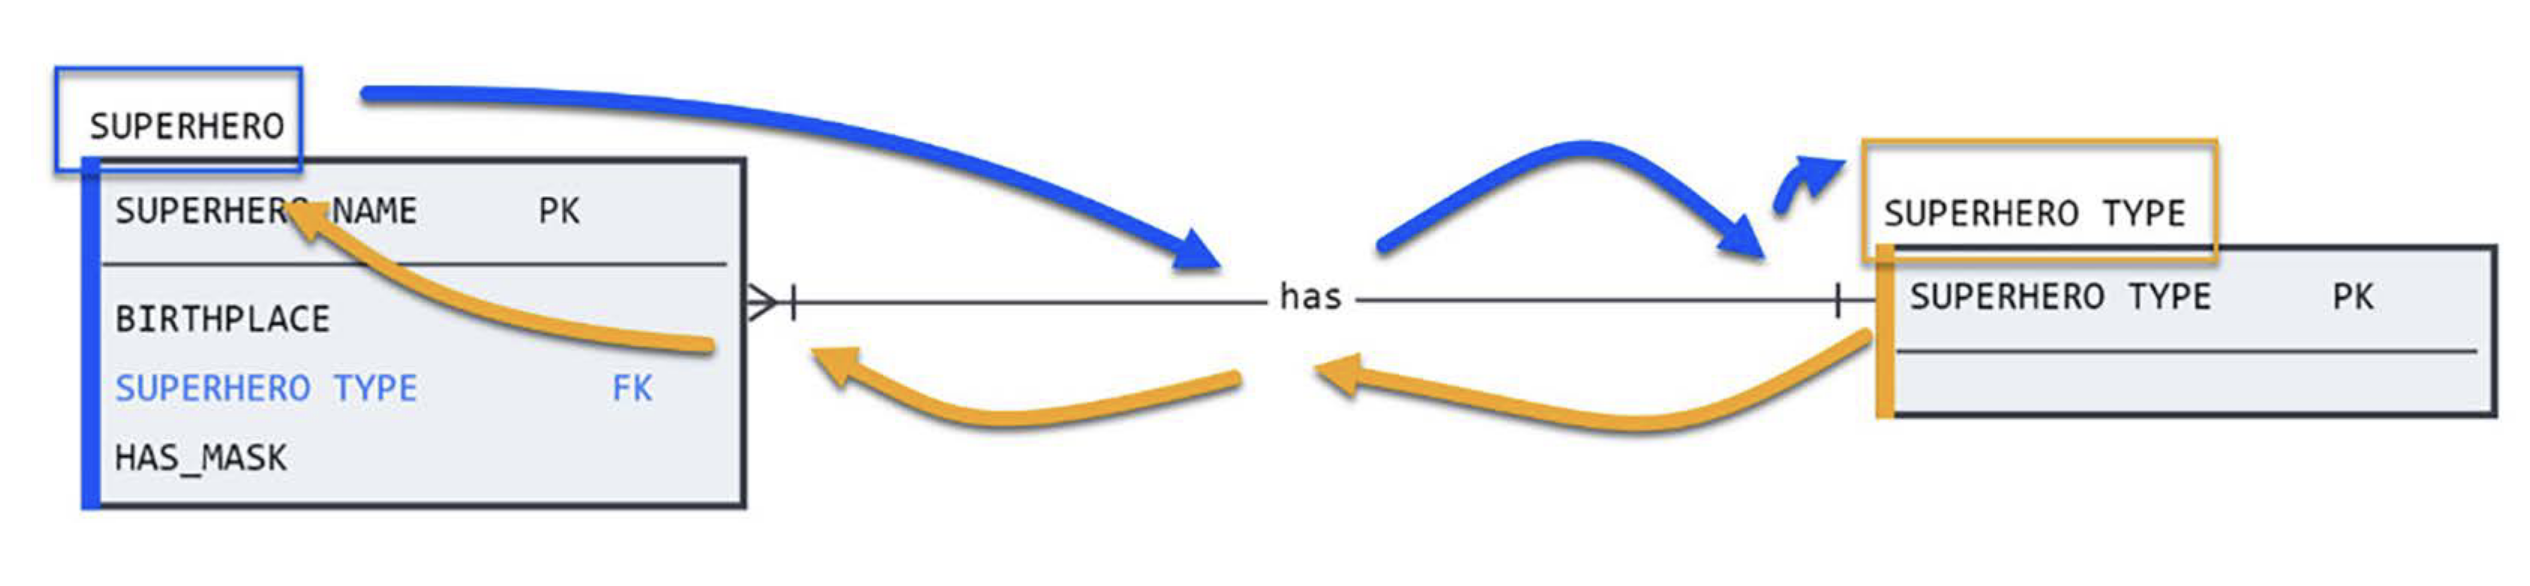 SUPERHERO
SUPERHERO NAME PK
BIRTHPLACE
SUPERHERO TYPE FK
HAS_MASK
has
SUPERHERO TYPE
SUPERHERO TYPE PK